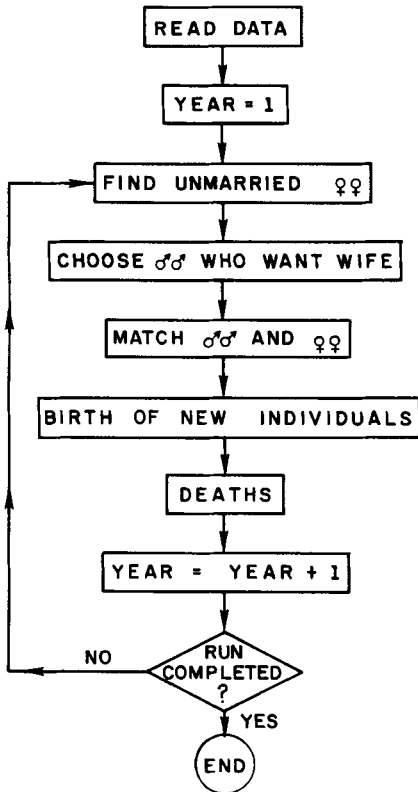 READ DATA
YEAR = 1
FIND UNMARRIED ♀♀
CHOOSE ♂♂ WHO WANT WIFE
MATCH ♂♂ AND ♀♀
BIRTH OF NEW INDIVIDUALS
DEATHS
YEAR = YEAR + 1
RUN
COMPLETED
?
NO
YES
END